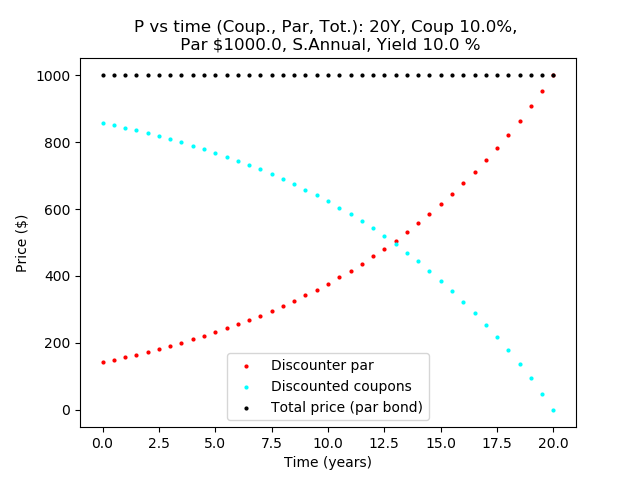 P vs time (Coup., Par, Tot.): 20Y, Coup 10.0%,
Par $1000.0, S.Annual, Yield 10.0 %
Price ($)
1000
800
600
400
200
0
Discounter par
Discounted coupons
Total price (par bond)
0.0 2.5 5.0 7.5 10.0 12.5 15.0 17.5 20.0
Time (years)